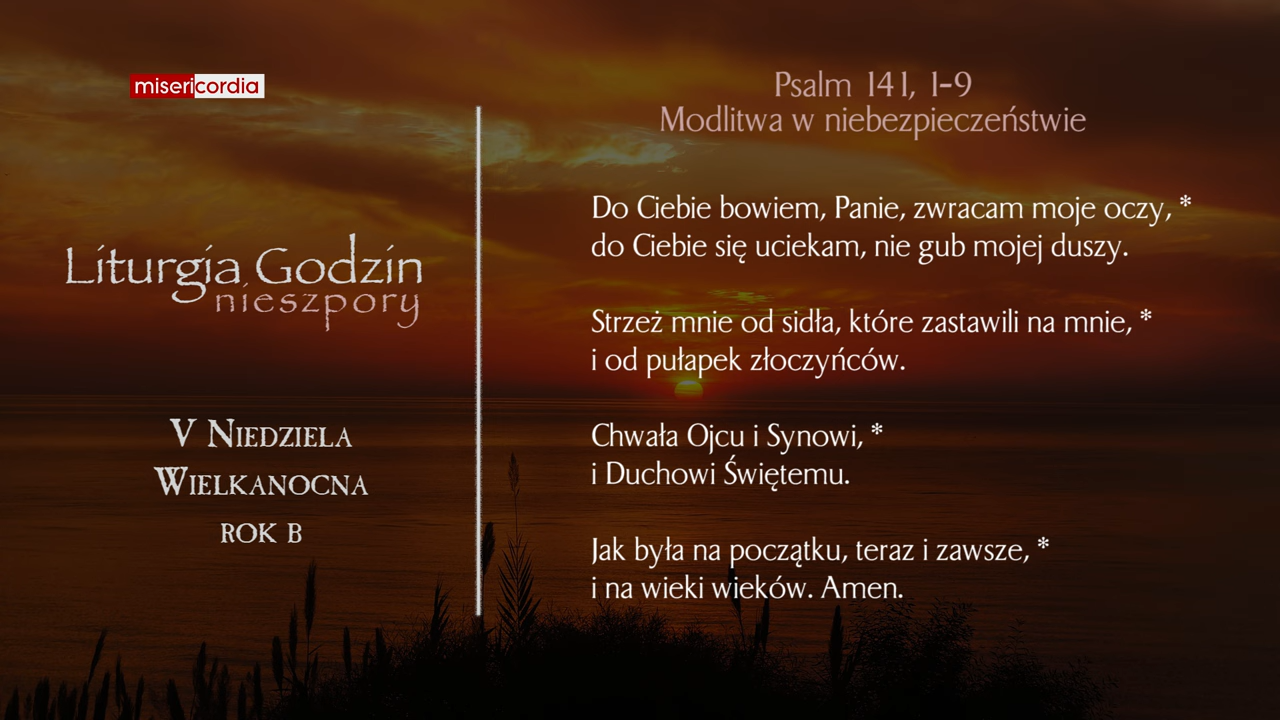 misericordia
Liturgia Godzin
nieszpory
V Niedziela
Wielkanocna
rok B
Psalm 141, 1-9
Modlitwa w niebezpieczeństwie
Do Ciebie bowiem, Panie, zwracam moje oczy, *
do Ciebie się uciekam, nie gub mojej duszy.
Strzeż mnie od sidła, które zastawili na mnie, *
i od pułapek złoczyńców.
Chwała Ojcu i Synowi, *
i Duchowi Świętemu.
Jak była na początku, teraz i zawsze, *
i na wieki wieków. Amen.